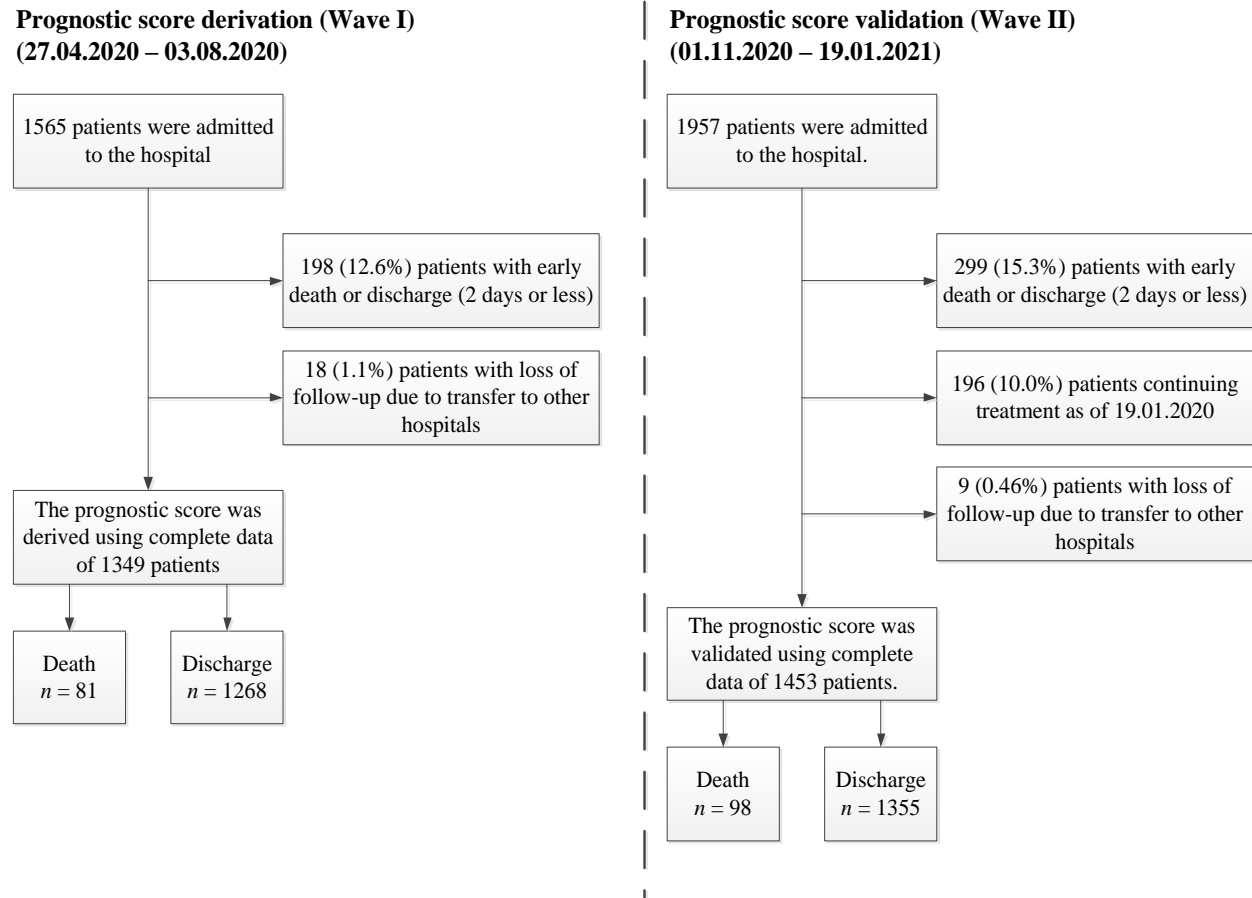 Prognostic score derivation (Wave I)
(27.04.2020 – 03.08.2020)
1565 patients were admitted
to the hospital
198 (12.6%) patients with early
death or discharge (2 days or less)
18 (1.1%) patients with loss of
follow-up due to transfer to other
hospitals
The prognostic score was
derived using complete data
of 1349 patients
Death
n = 81
Discharge
n = 1268
Prognostic score validation (Wave II)
(01.11.2020 – 19.01.2021)
1957 patients were admitted
to the hospital.
299 (15.3%) patients with early
death or discharge (2 days or less)
196 (10.0%) patients continuing
treatment as of 19.01.2020
9 (0.46%) patients with loss of
follow-up due to transfer to other
hospitals
The prognostic score was
validated using complete
data of 1453 patients.
Death
n = 98
Discharge
n = 1355